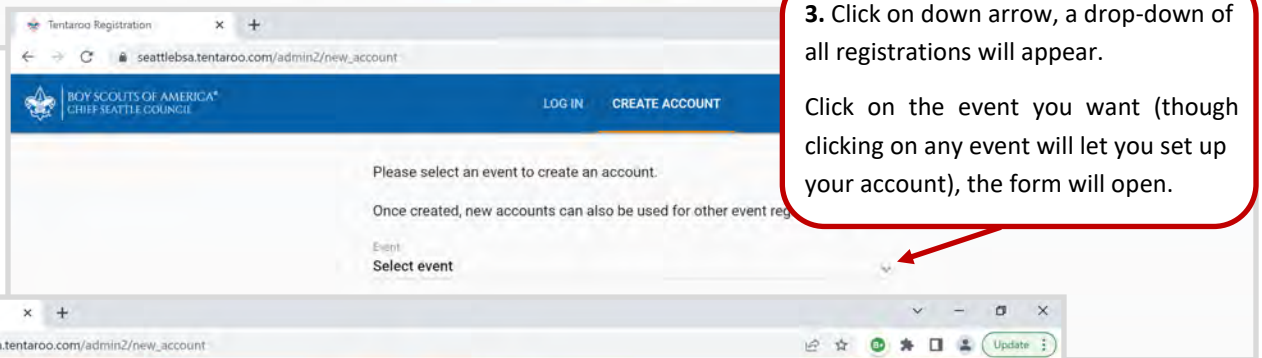 Tentaroo Registration
seattlebsa.tentaroo.com/admin2/new_account
BOY SCOUTS OF AMERICA®
CHIEF SEATTLE COUNCIL
LOG IN CREATE ACCOUNT
3. Click on down arrow, a drop-down of
all registrations will appear.
Click on the event you want (though
clicking on any event will let you set up
your account), the form will open.
Please select an event to create an account.
Once created, new accounts can also be used for other event reg
Event
Select event
.tentaroo.com/admin2/new_account
Update